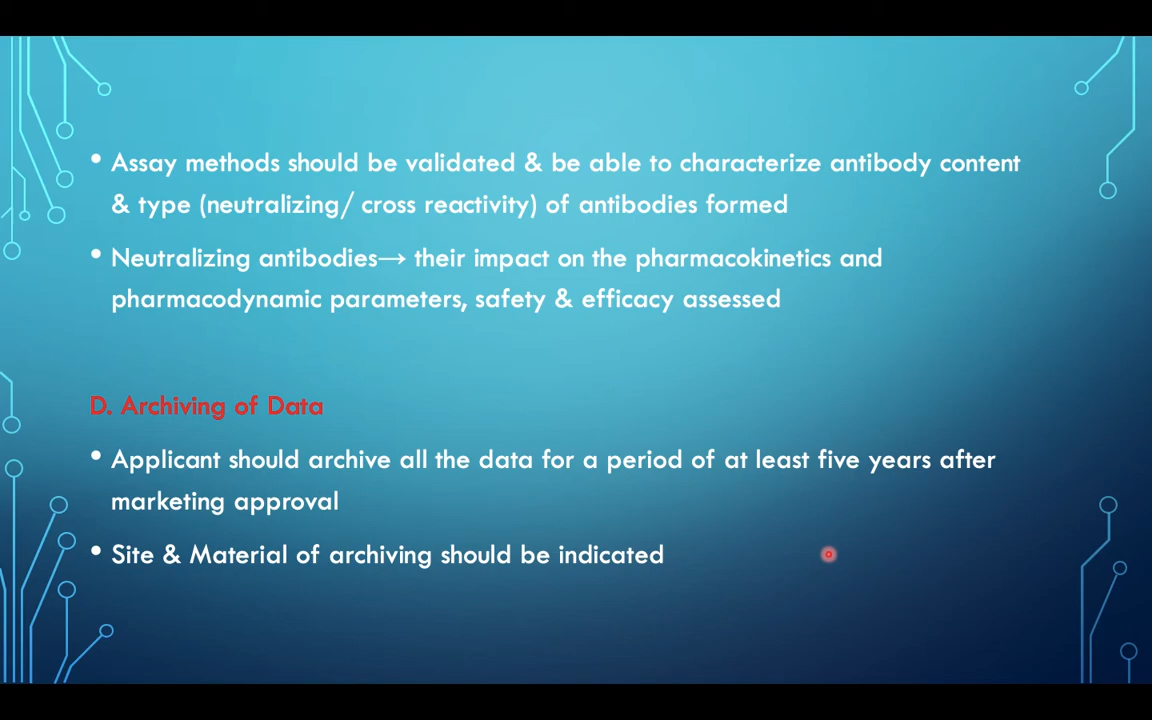 • Assay methods should be validated & be able to characterize antibody content
& type (neutralizing/ cross reactivity) of antibodies formed
• Neutralizing antibodies→ their impact on the pharmacokinetics and
pharmacodynamic parameters, safety & efficacy assessed
D. Archiving of Data
• Applicant should archive all the data for a period of at least five years after
marketing approval
• Site & Material of archiving should be indicated